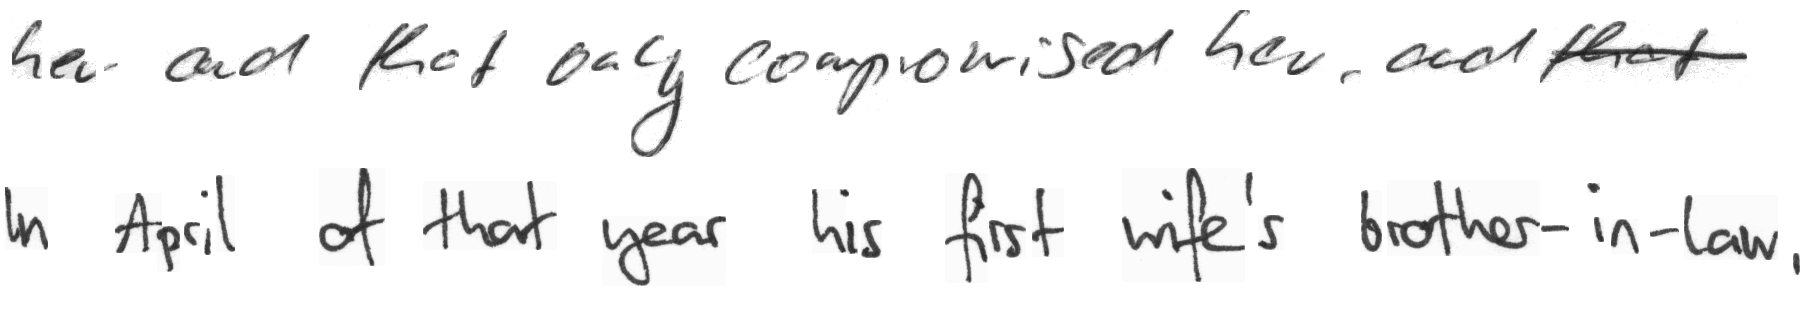 her and that only compromised her, and that
In April of that year his first wife's brother-in-law,